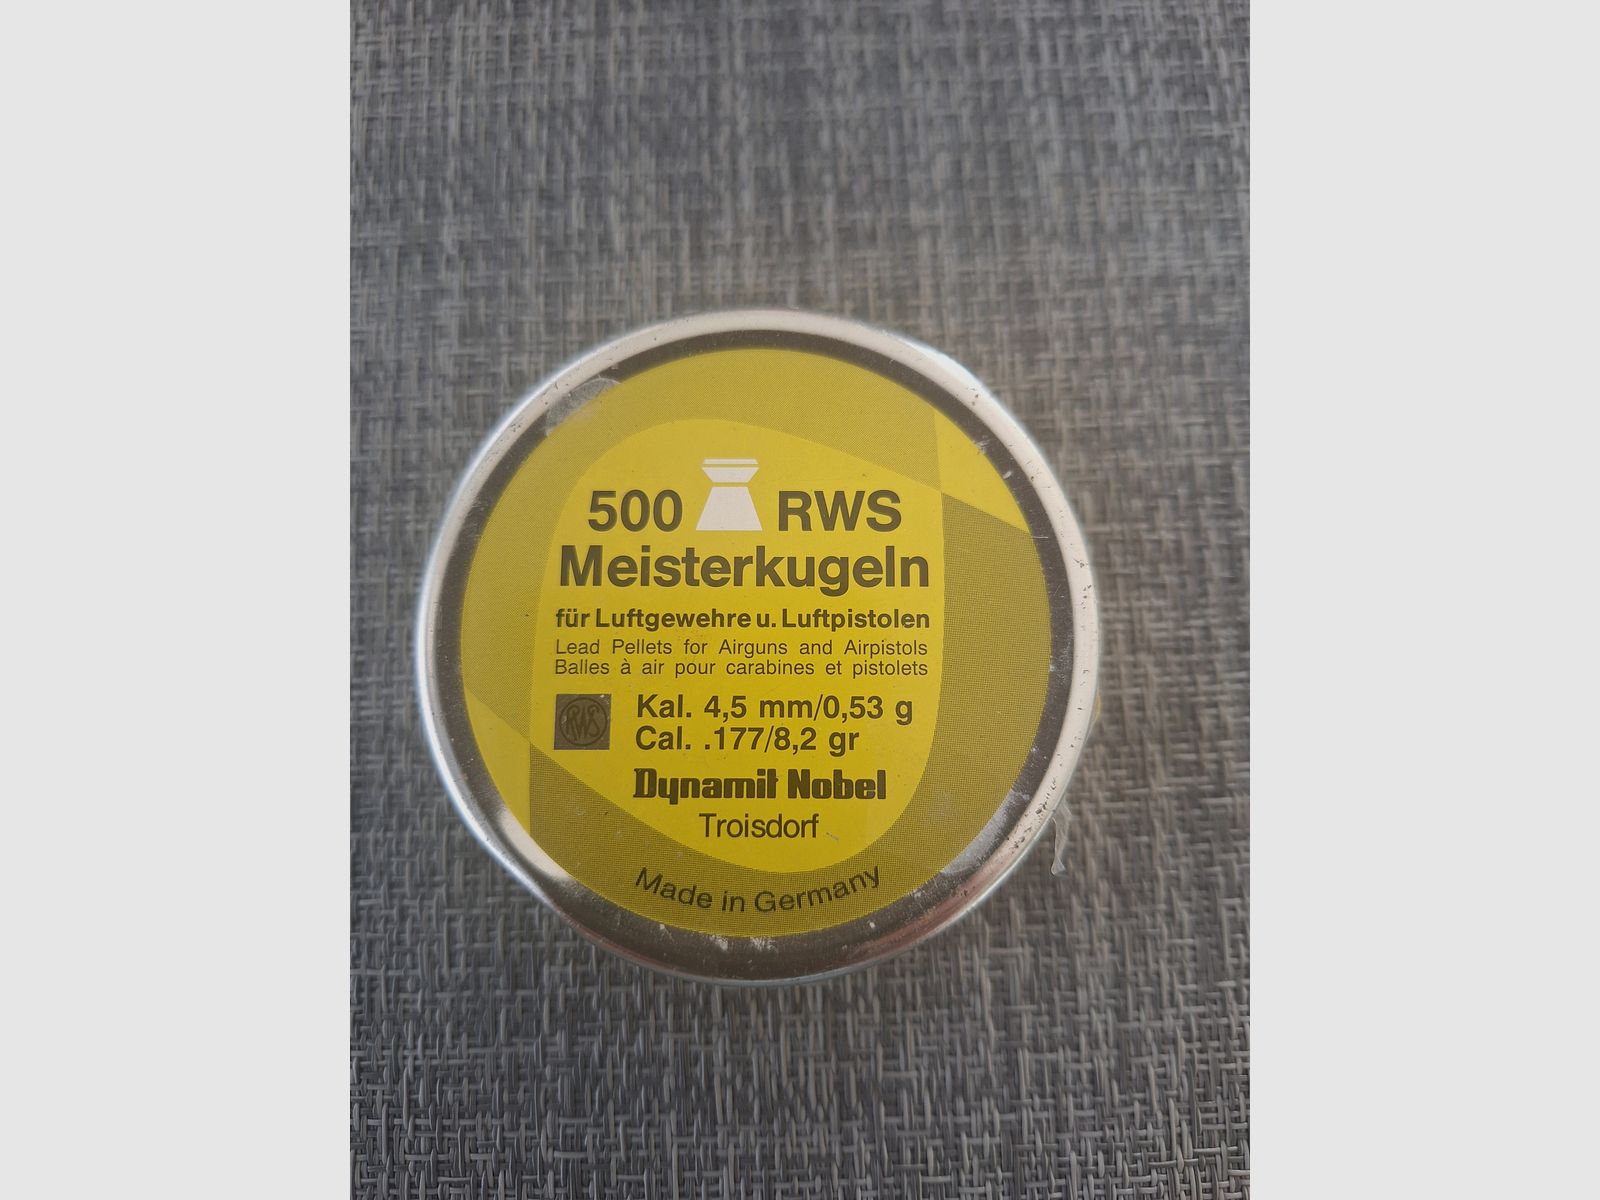 500 RWS
Meisterkugeln
für Luftgewehre u. Luftpistolen
Lead Pellets for Airguns and Airpistols
Balles à air pour carabines et pistolets
RWS
Kal. 4,5 mm/0,53 g
Cal. .177/8,2 gr
Dynamit Nobel
Troisdorf
Made in Germany